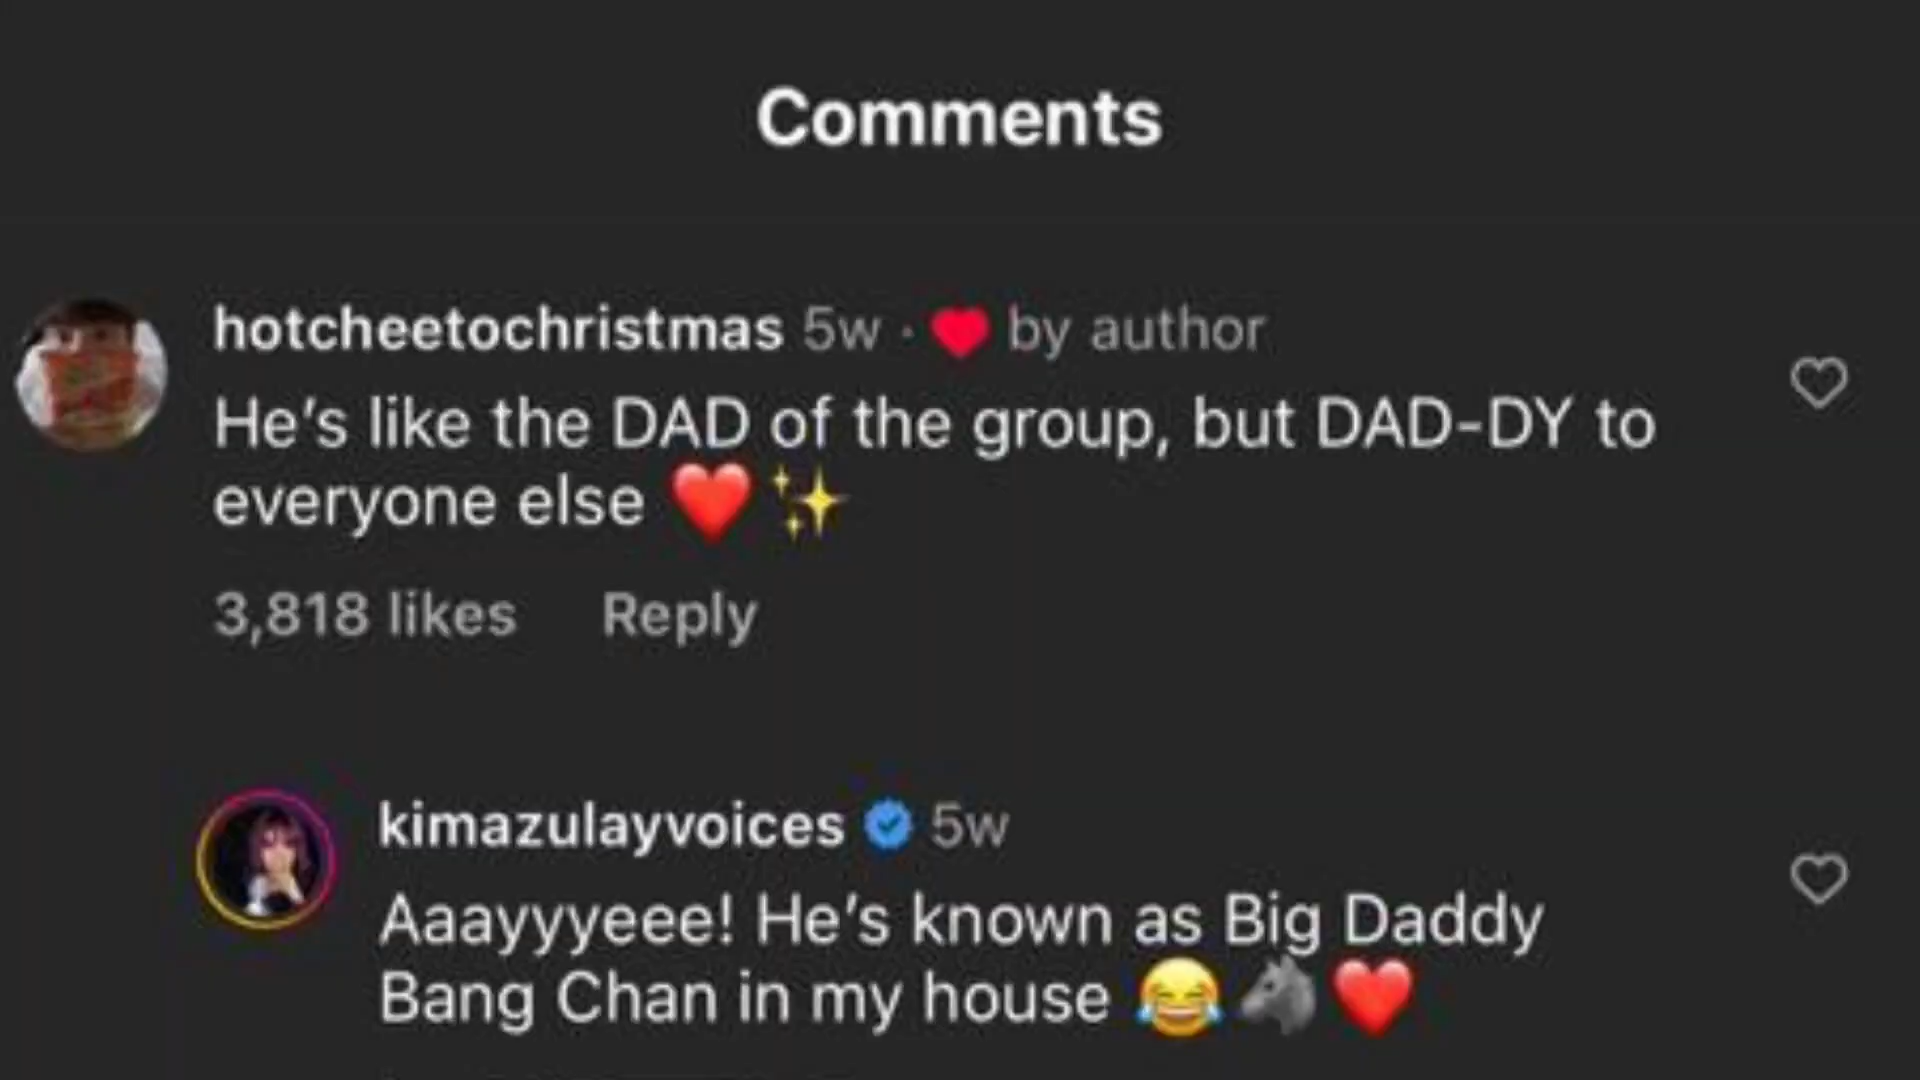 Comments
hotcheetochristmas 5w · ❤️ by author
He's like the DAD of the group, but DAD-DY to
everyone else ❤️✨
3,818 likes Reply
kimazulayvoices 5w
Aaayyyeee! He's known as Big Daddy
Bang Chan in my house 😂🐺❤️